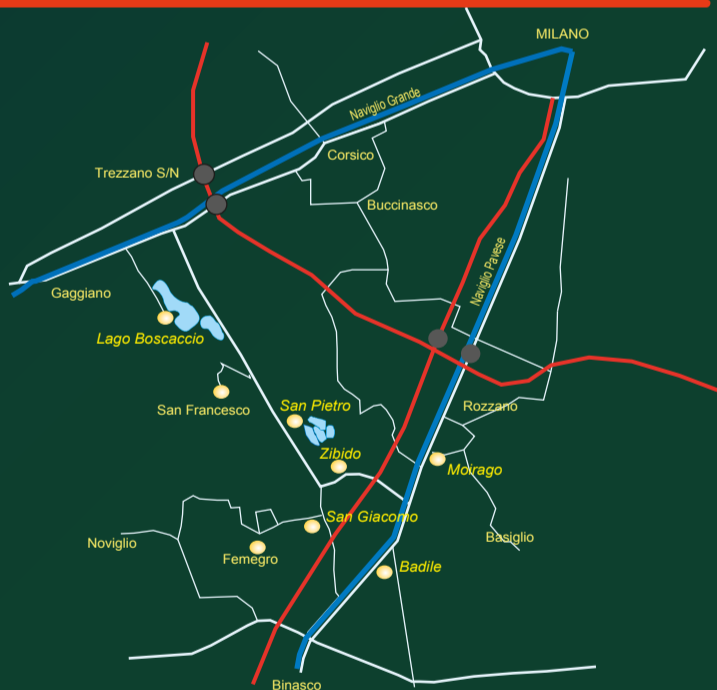 MILANO
Naviglio Grande
Corsico
Trezzano S/N
Buccinasco
Naviglio Pavese
Gaggiano
Lago Boscaccio
San Francesco
San Pietro
Rozzano
Zibido
Moirago
San Giacomo
Noviglio
Basiglio
Femegro
Badile
Binasco